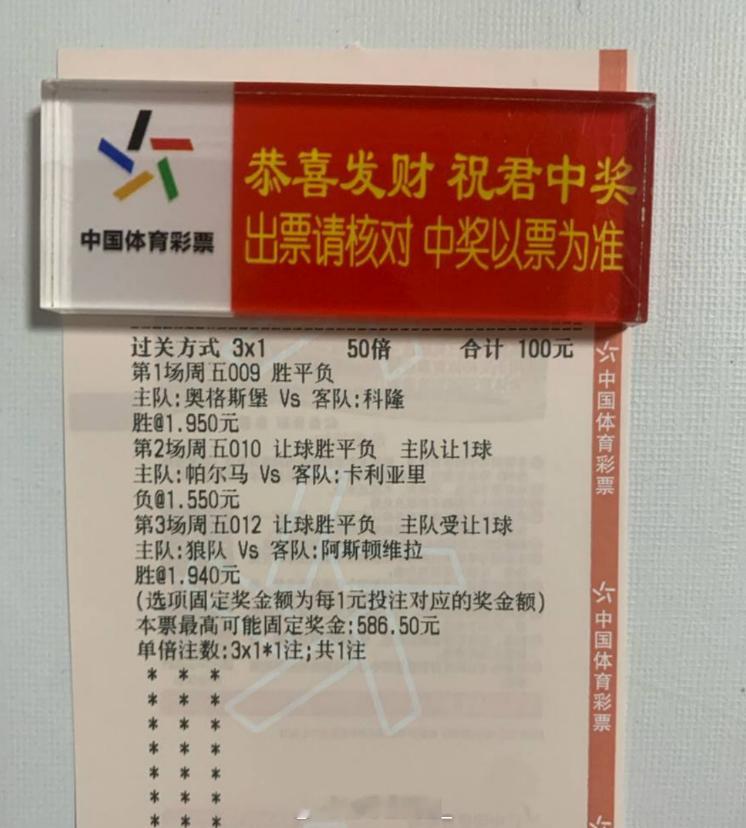 恭喜发财 祝君中奖
中国体育彩票
出票请核对 中奖以票为准
过关方式 3x1 50倍 合计 100元
第1场周五009 胜平负
主队:奥格斯堡 Vs 客队:科隆
胜@1.950元
第2场周五010 让球胜平负 主队让1球
主队:帕尔马 Vs 客队:卡利亚里
负@1.550元
第3场周五012 让球胜平负 主队受让1球
主队:狼队 Vs 客队:阿斯顿维拉
胜@1.940元
(选项固定奖金额为每1元投注对应的奖金额)
本票最高可能固定奖金:586.50元
单倍注数:3x1*1注;共1注
* * *
* * *
* * *
* * *
* * *
* * *
* * *
中国体育彩票
中国体育彩票